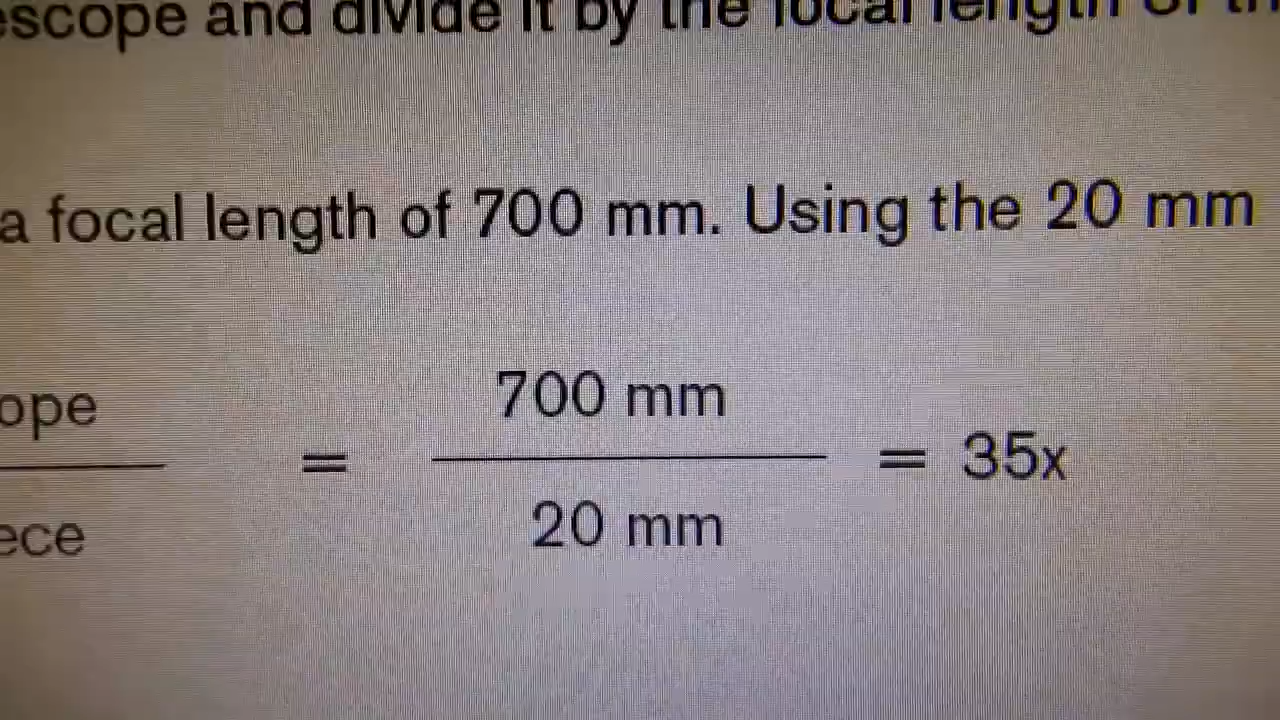 escope and divide it by the focal length of th
a focal length of 700 mm. Using the 20 mm
ope
ece
=
700 mm
20 mm
= 35x